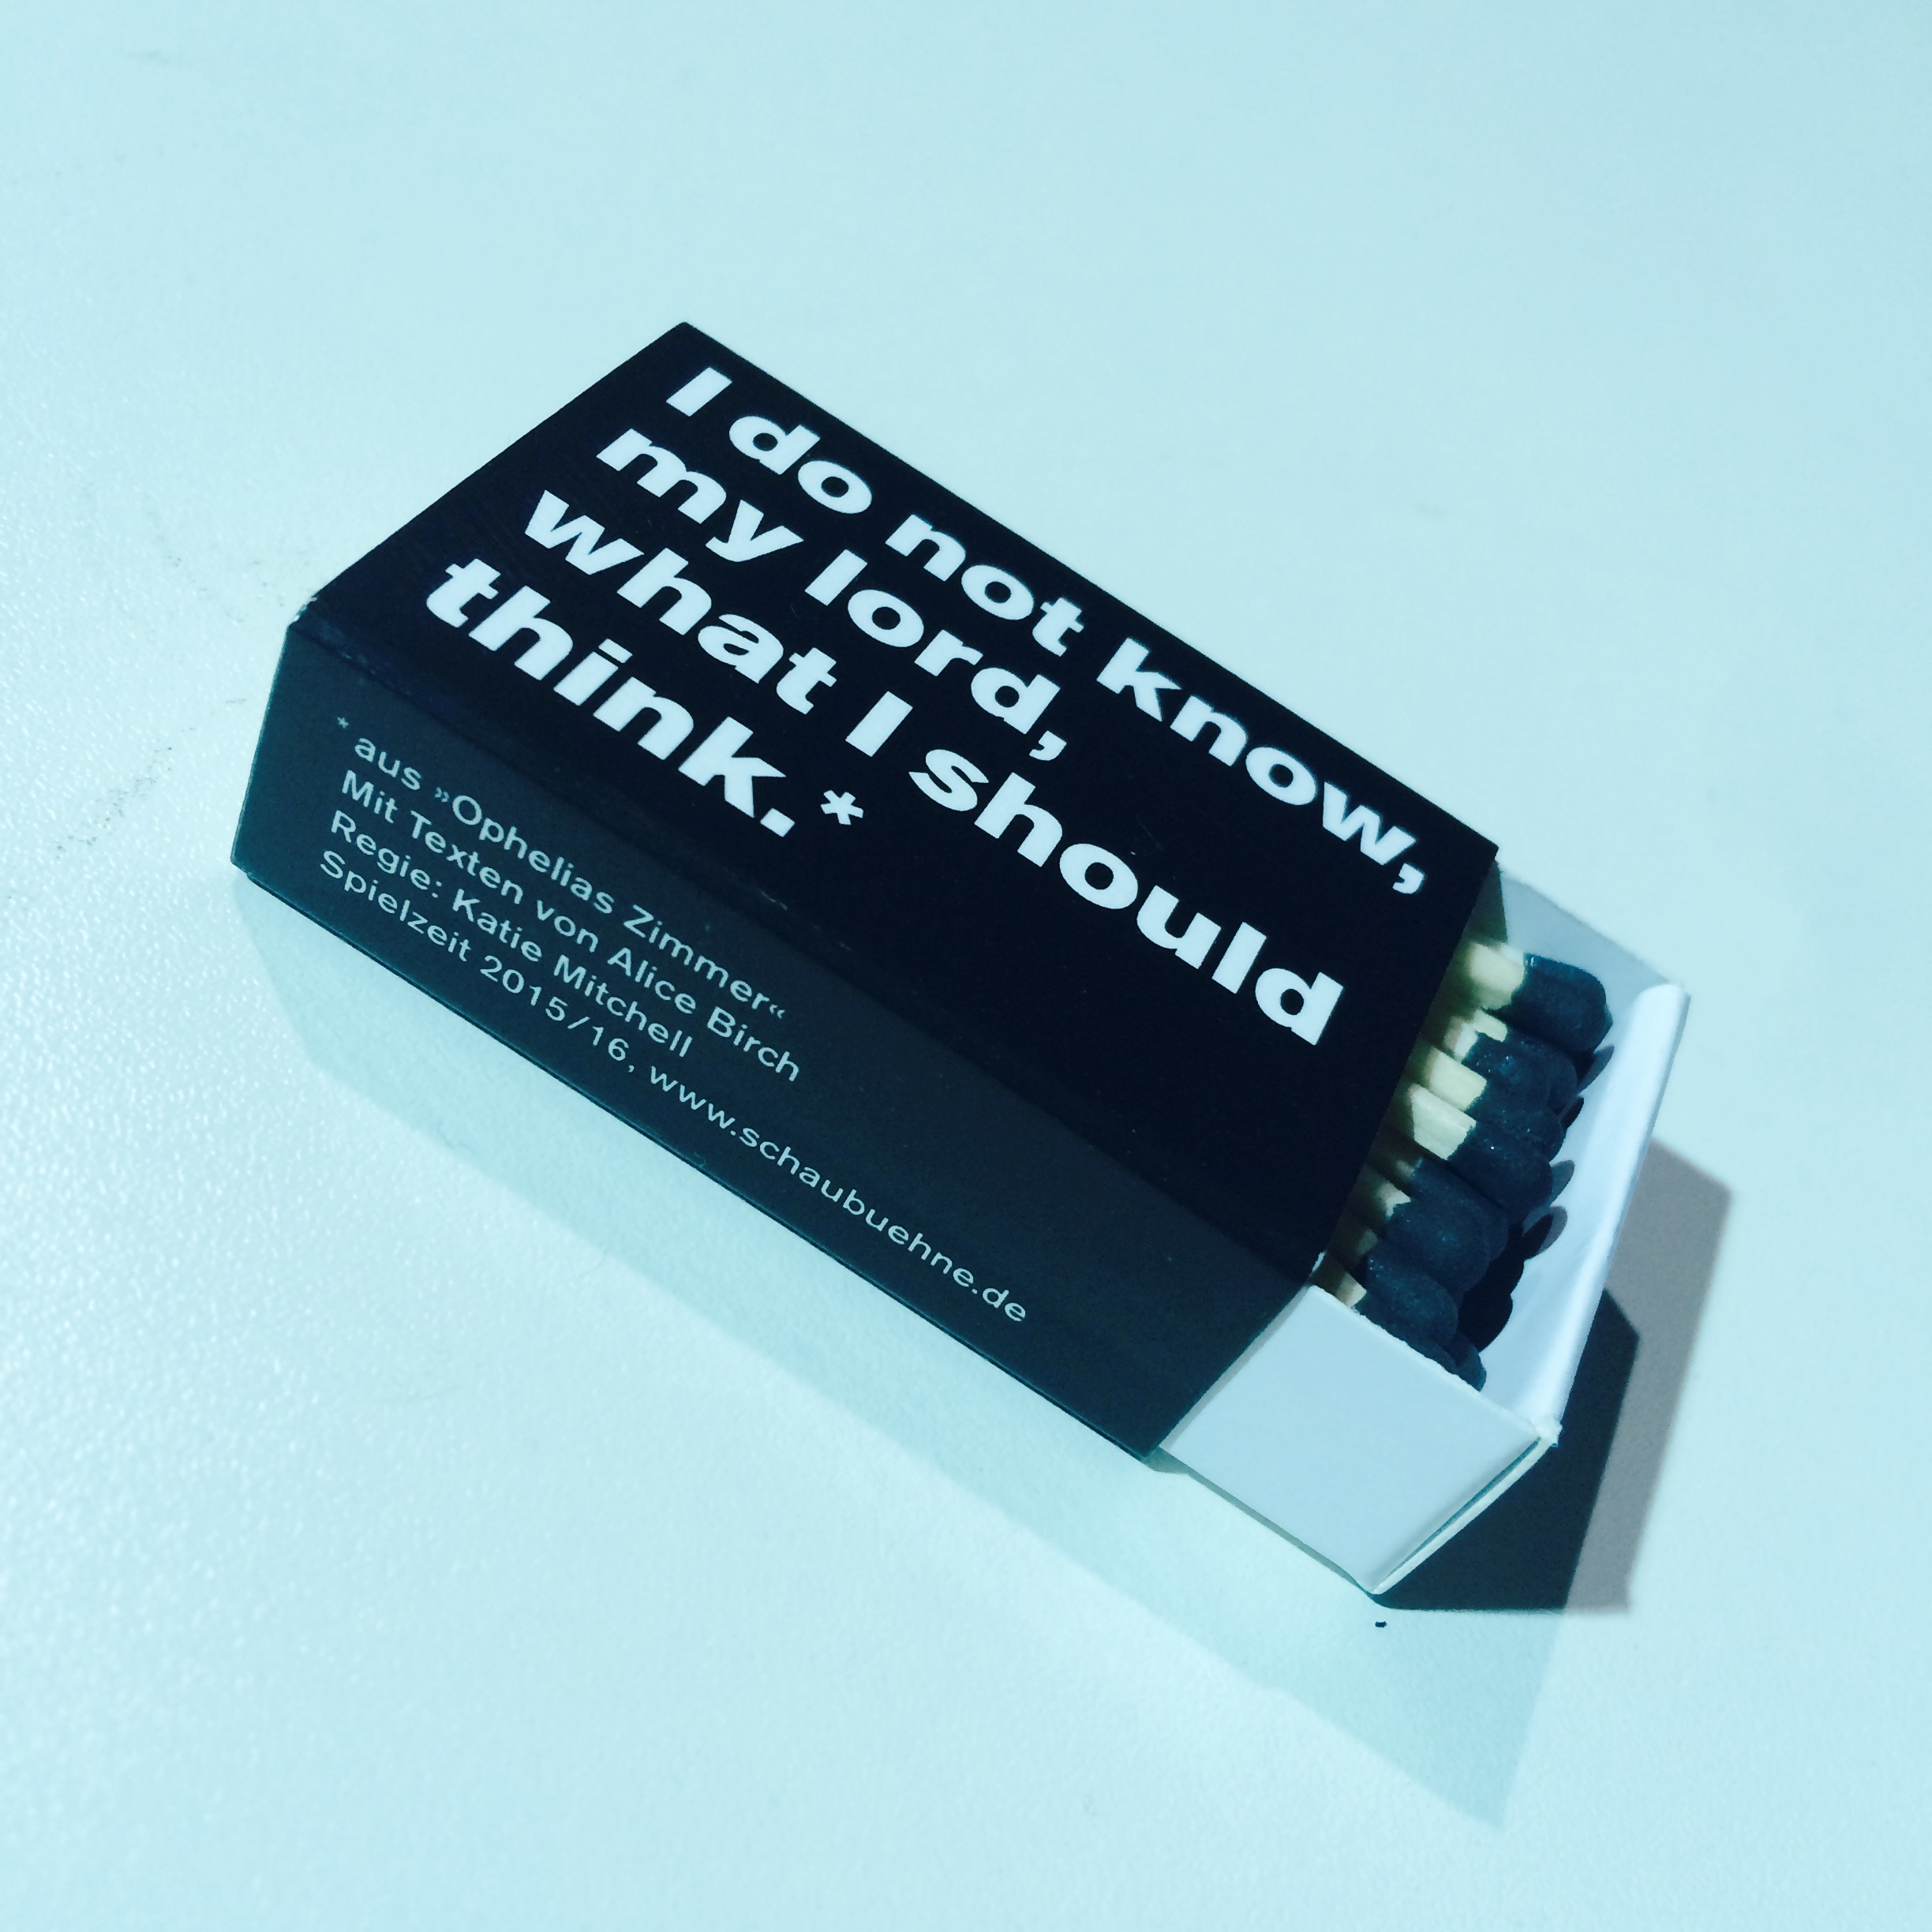 I do not know,
my lord,
what I should
think.*
* aus »Ophelias Zimmer«
Mit Texten von Alice Birch
Regie: Katie Mitchell
Spielzeit 2015/16, www.schaubuehne.de